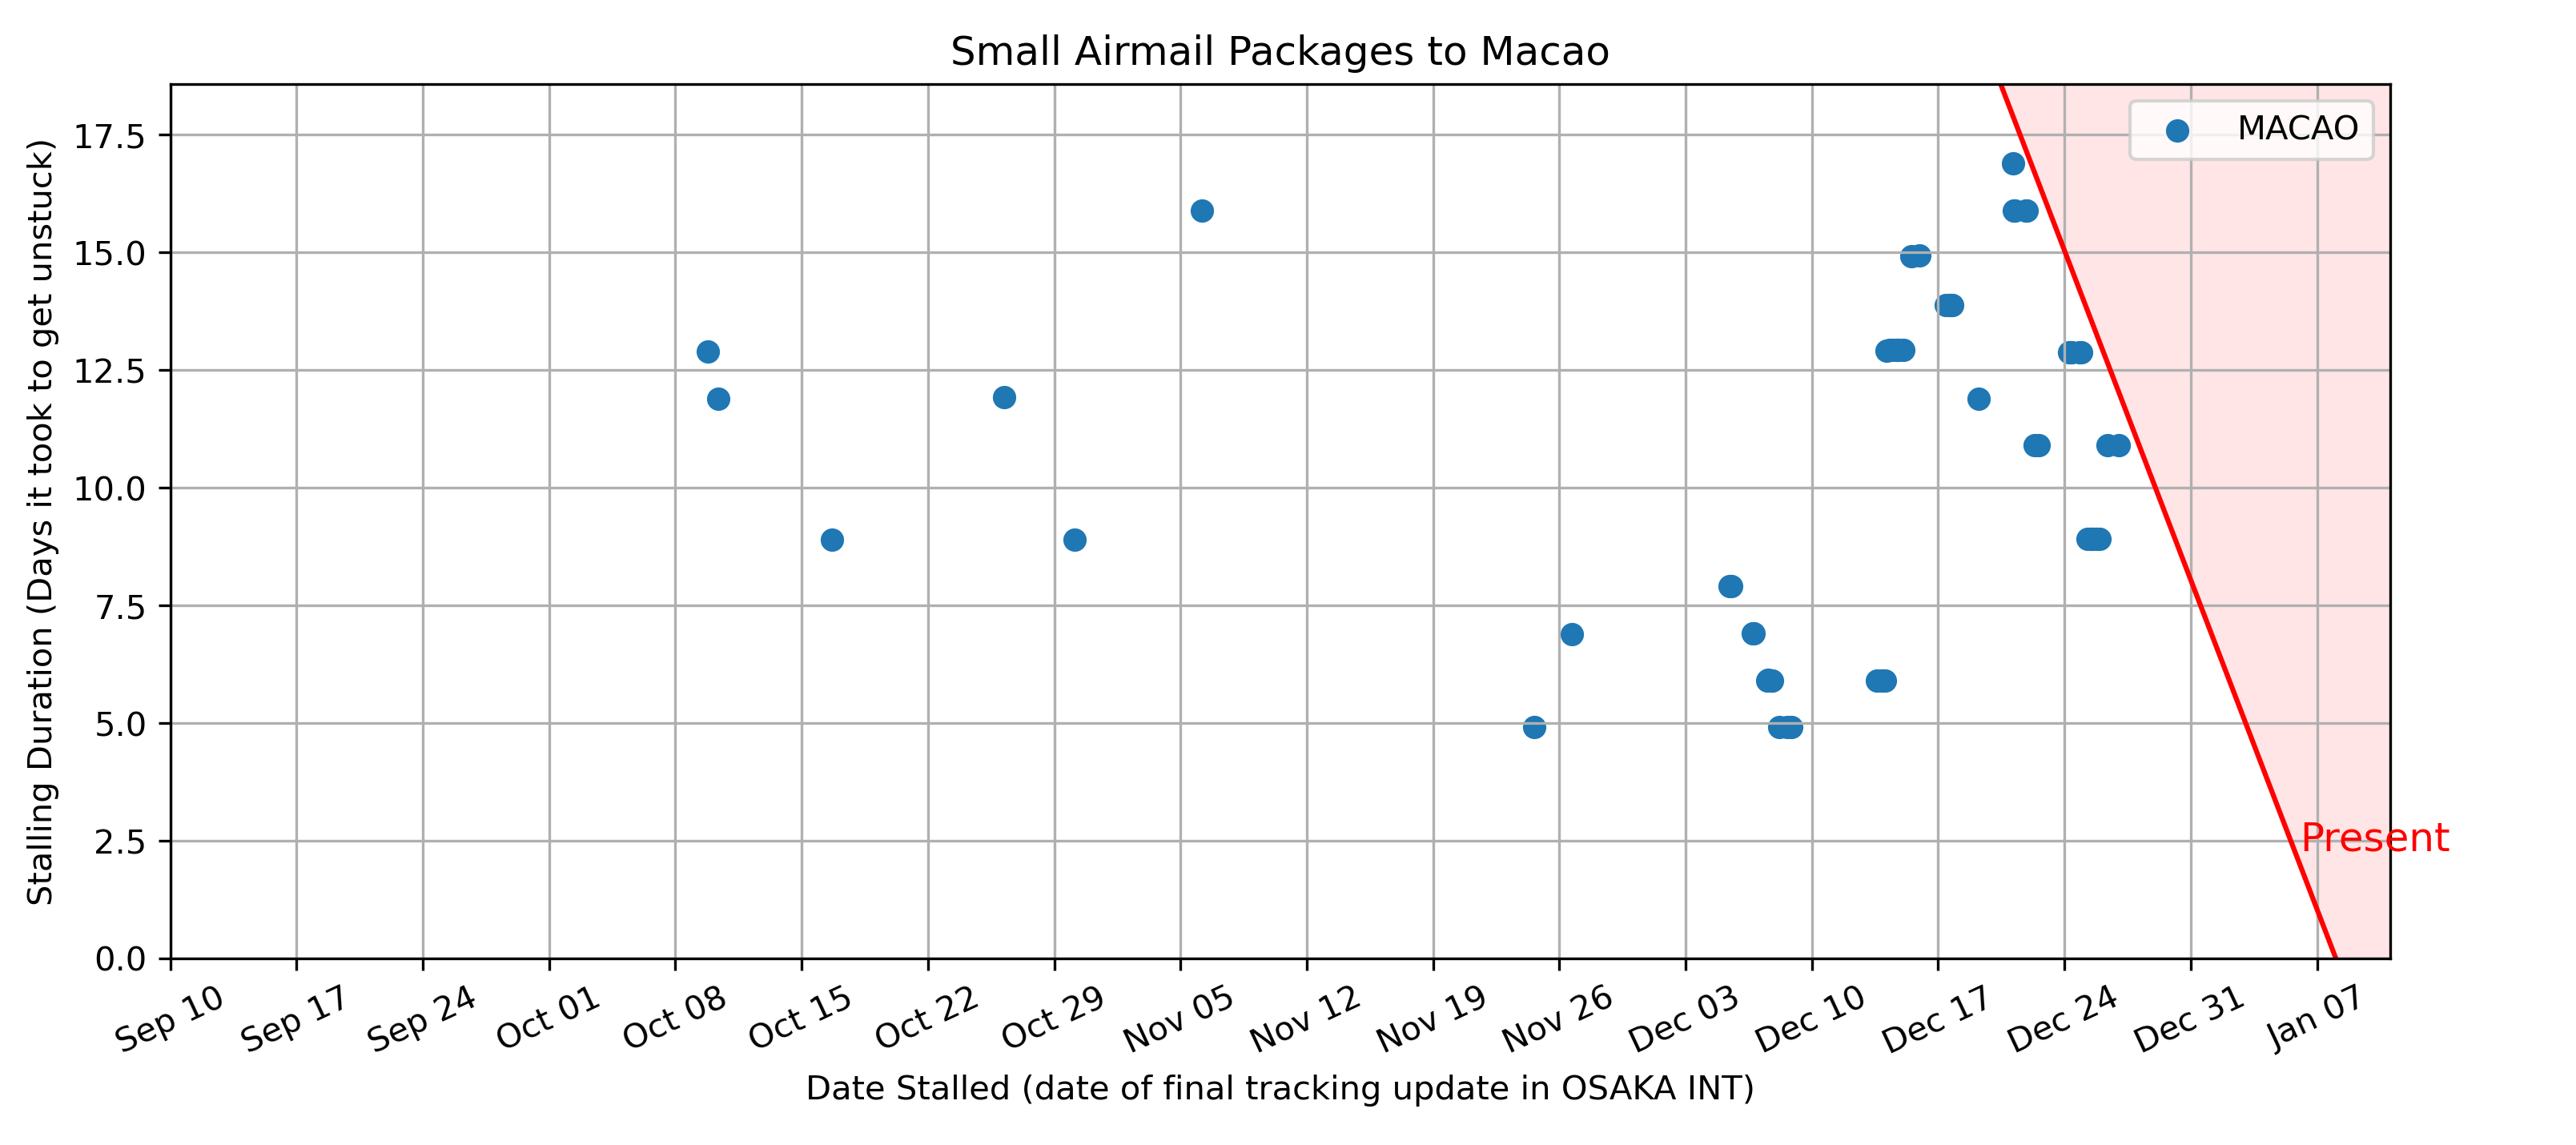 Small Airmail Packages to Macao
MACAO
Stalling Duration (Days it took to get unstuck)
17.5
15.0
12.5
10.0
7.5
5.0
2.5
0.0
Present
Sep 10
Sep 17
Sep 24
Oct 01
Oct 08
Oct 15
Oct 22
Oct 29
Nov 05
Nov 12
Nov 19
Nov 26
Dec 03
Dec 10
Dec 17
Dec 24
Dec 31
Jan 07
Date Stalled (date of final tracking update in OSAKA INT)